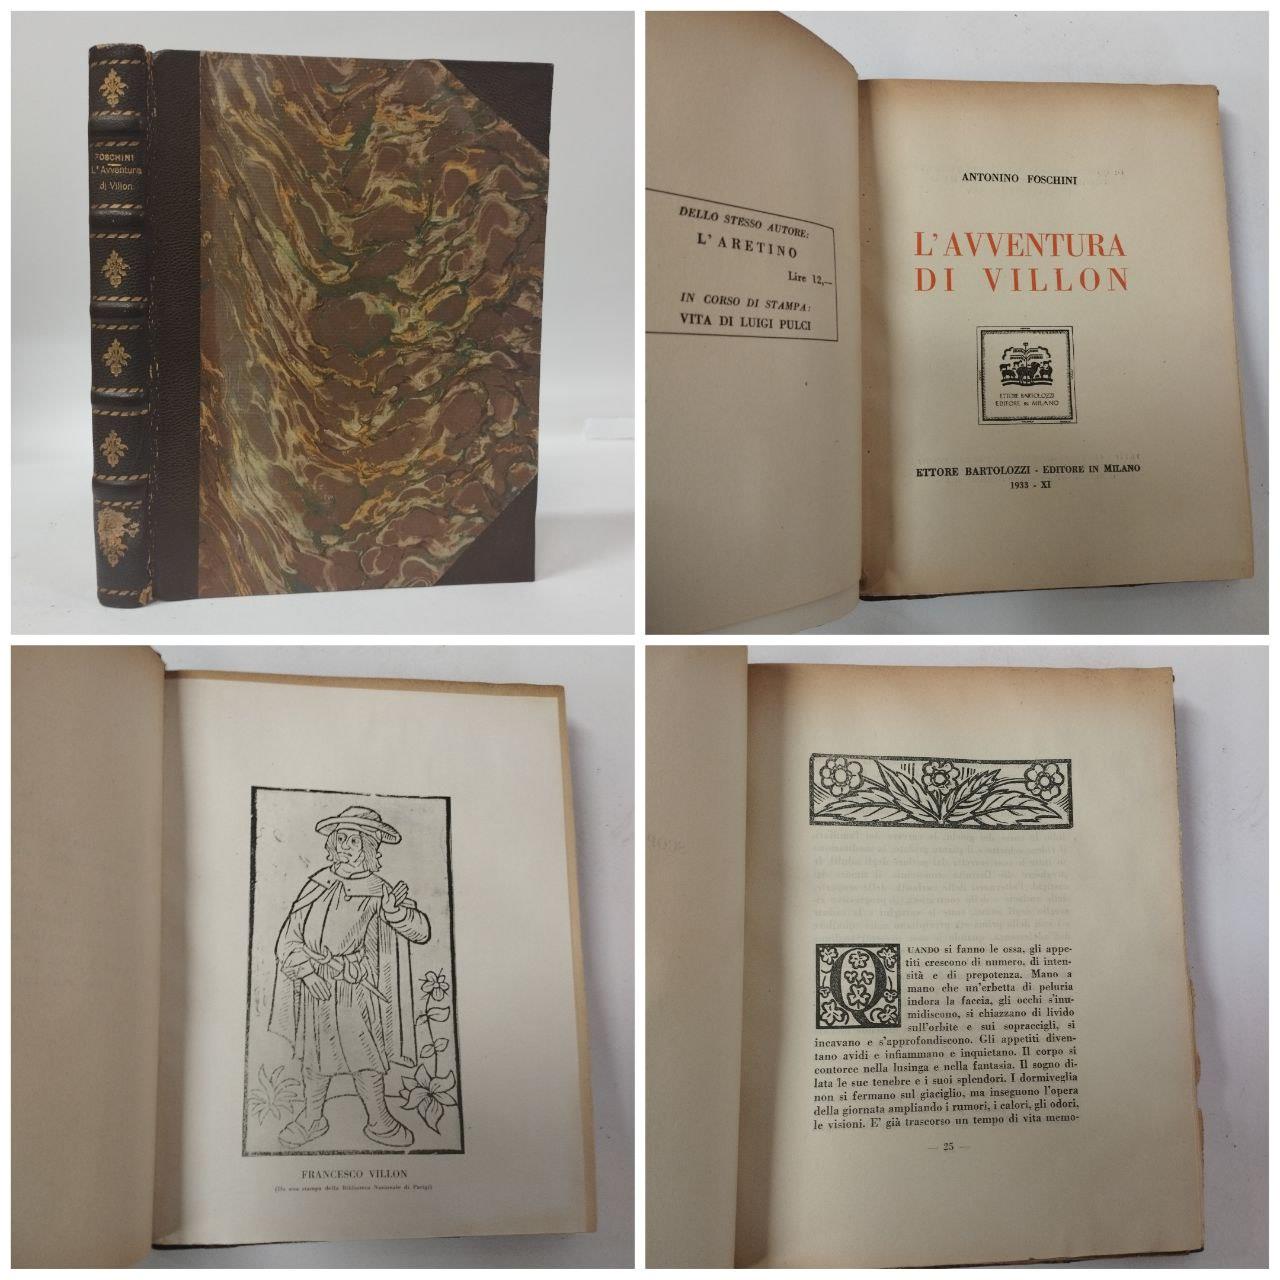 FOSCHINI
L'Avventura
di Villon
DELLO STESSO AUTORE:
L'ARETINO
Lire 12,—
IN CORSO DI STAMPA:
VITA DI LUIGI PULCI
ANTONINO FOSCHINI
L'AVVENTURA
DI VILLON
ETTORE BARTOLOZZI
EDITORE IN MILANO
ETTORE BARTOLOZZI - EDITORE IN MILANO
1933 - XI
FRANCESCO VILLON
(Da una stampa della Biblioteca Nazionale di Parigi)
QUANDO si fanno le ossa, gli appe-
titi crescono di numero, di inten-
sità e di prepotenza. Mano a
mano che un'erbetta di peluria
indora la faccia, gli occhi s'inu-
midiscono, si chiazzano di livido
sull'orbite e sui sopraccigli, si
incavano e s'approfondiscono. Gli appetiti diven-
tano avidi e infiammano e inquietano. Il corpo si
contorce nella lusinga e nella fantasia. Il sogno di-
lata le sue tenebre e i suoi splendori. I dormiveglia
non si fermano sul giaciglio, ma inseguono l'opera
della giornata ampliando i rumori, i calori, gli odori,
le visioni. E' già trascorso un tempo di vita memo-
— 25 —